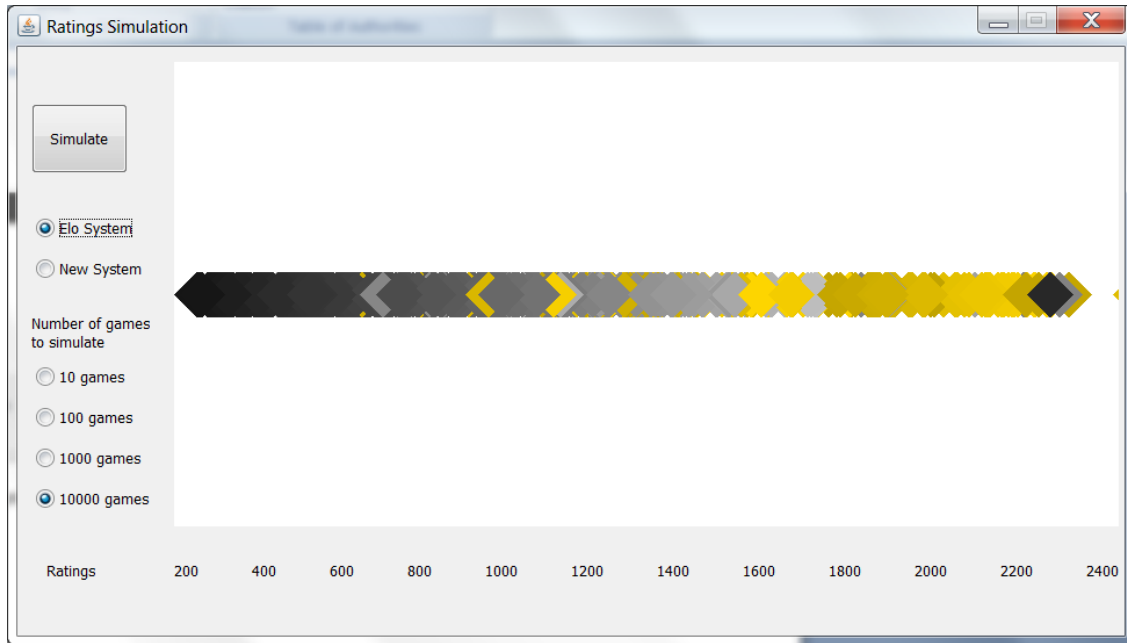 Ratings Simulation
Simulate
Elo System
New System
Number of games
to simulate
10 games
100 games
1000 games
10000 games
Ratings 200 400 600 800 1000 1200 1400 1600 1800 2000 2200 2400